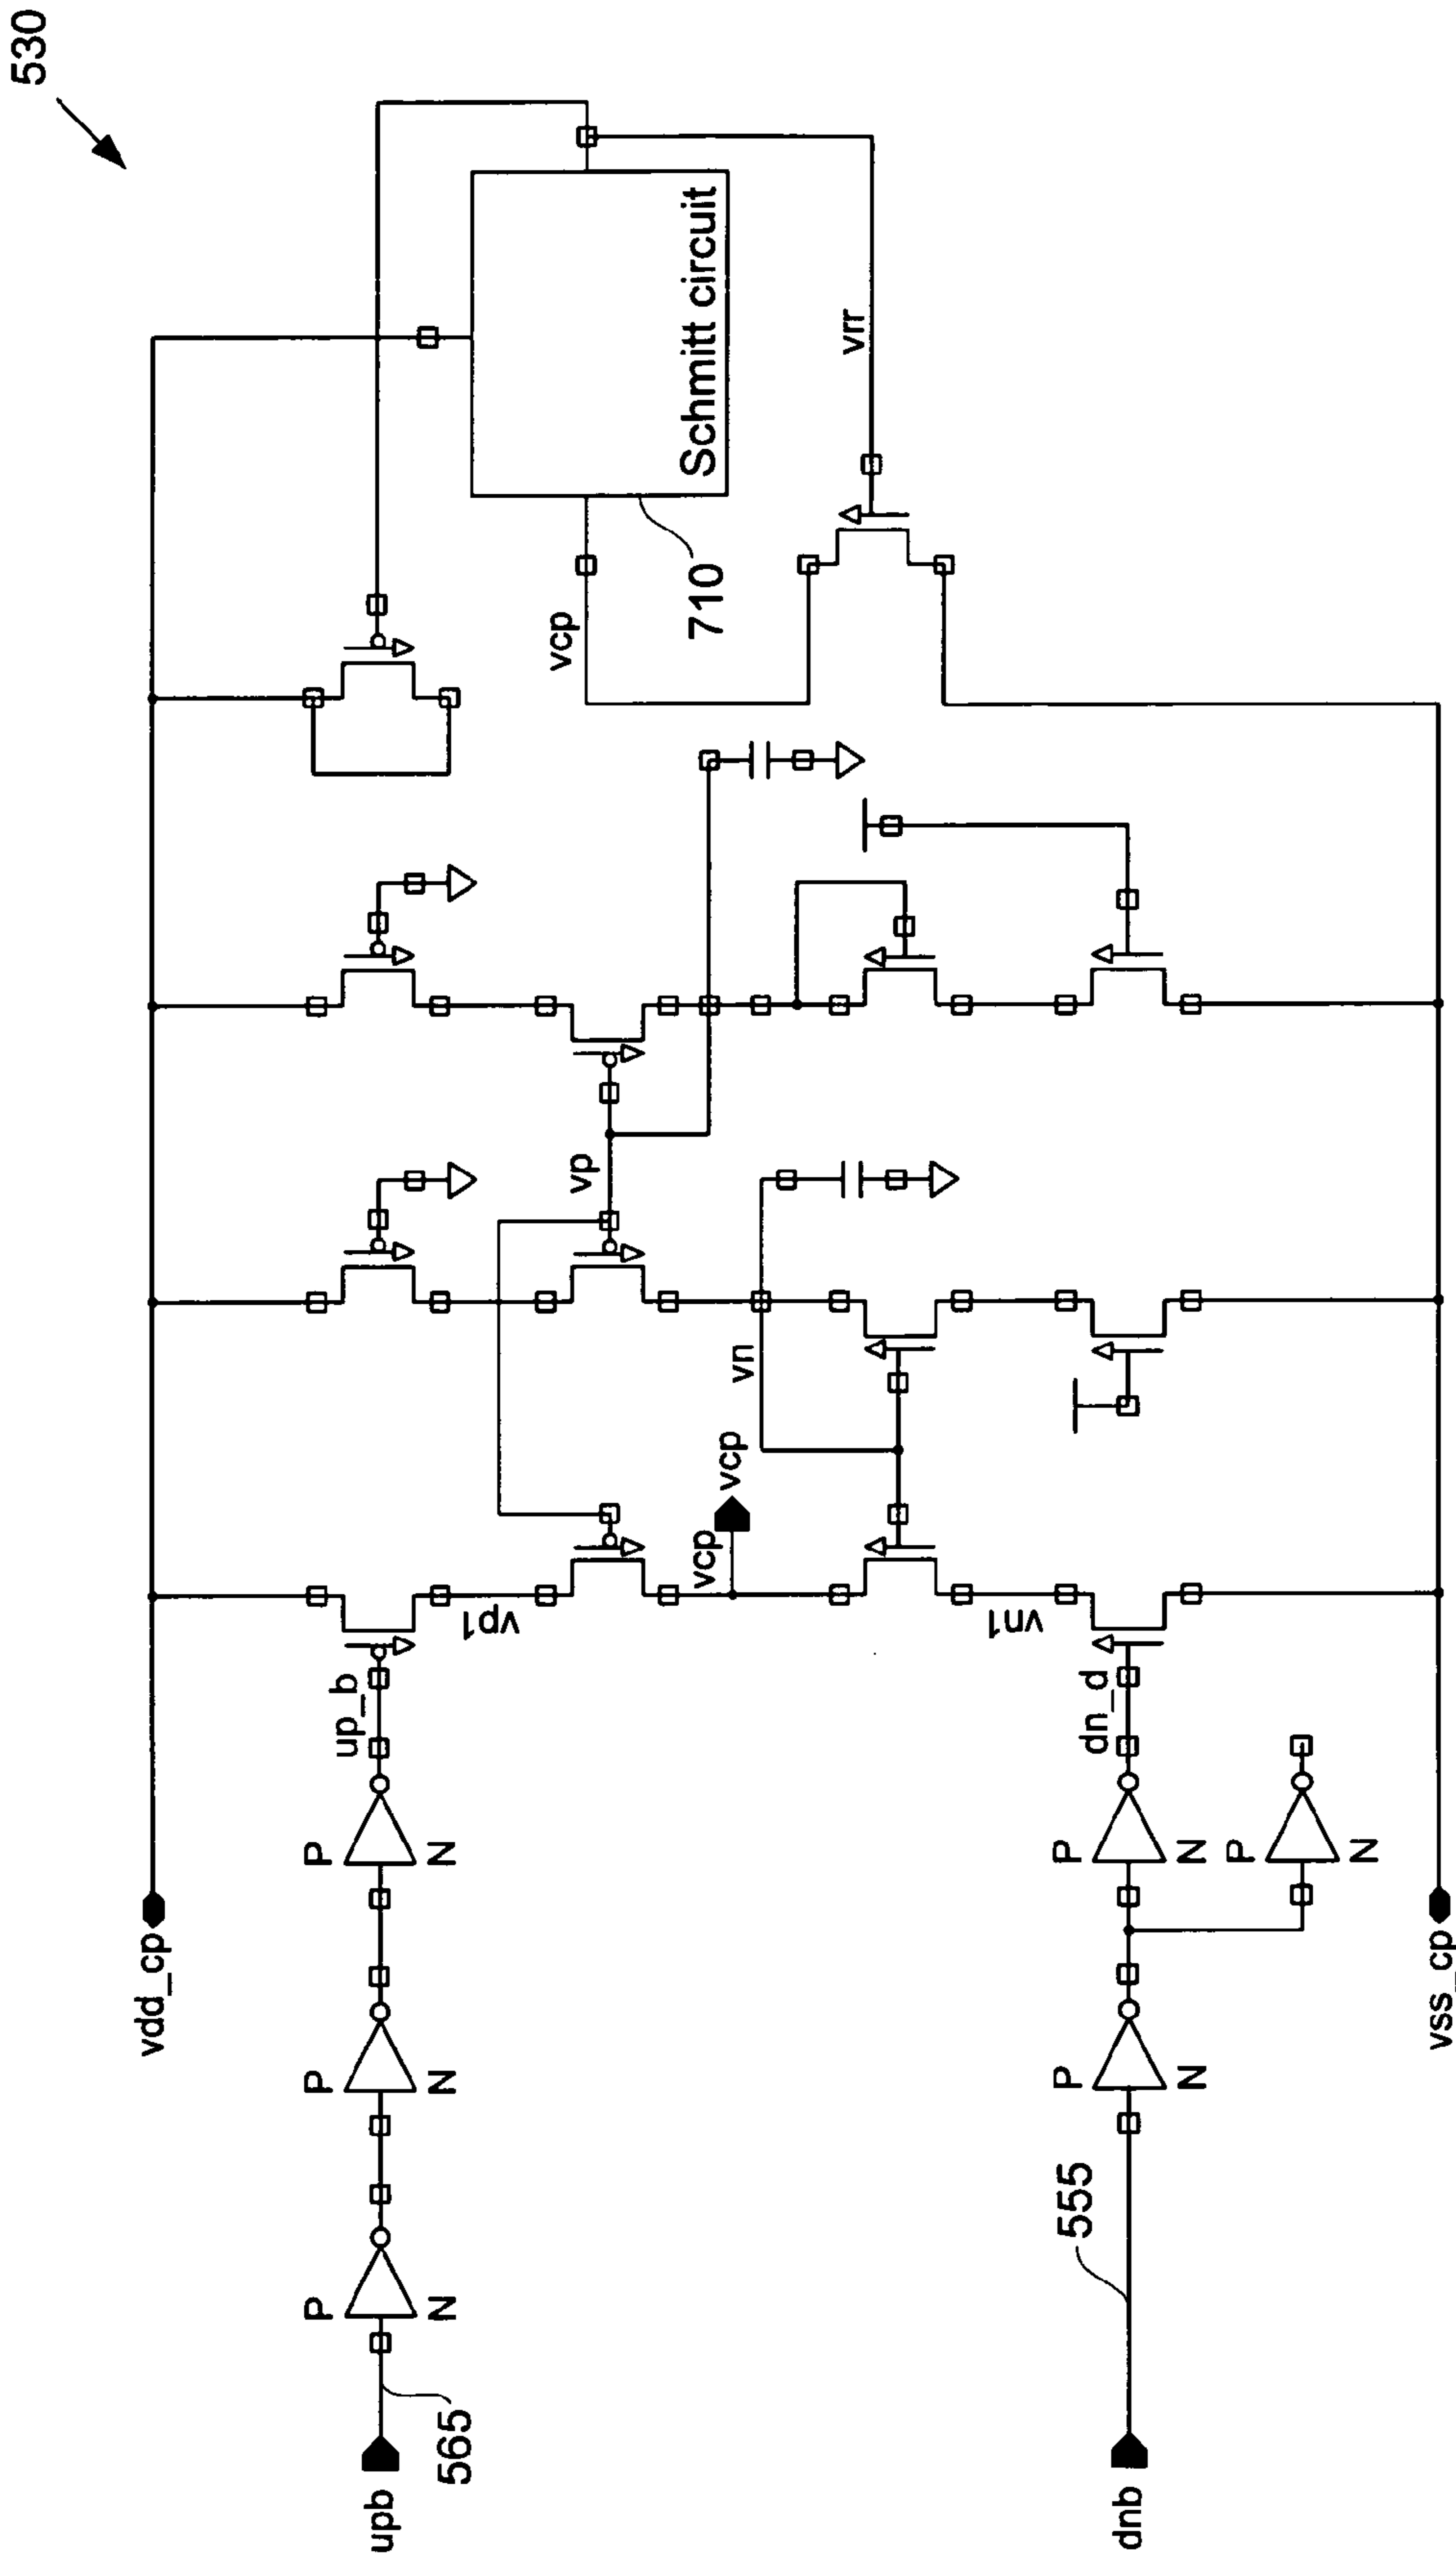 530
vdd_cp
upb
565
P
N
P
N
P
N
up_b
vp1
vcp
vcp
vp
vn
vcp
710
Schmitt circuit
vrr
dnb
555
P
N
P
N
P
N
dn_d
vn1
vss_cp